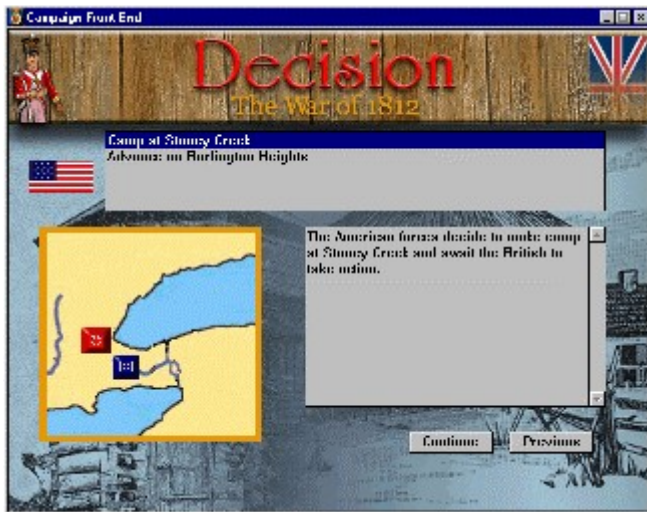 Campaign Front End
Decision
The War of 1812
Camp at Stoney Creek
Advance on Burlington Heights
The American forces decide to make camp
at Stoney Creek and await the British to
take action.
Continue
Previous